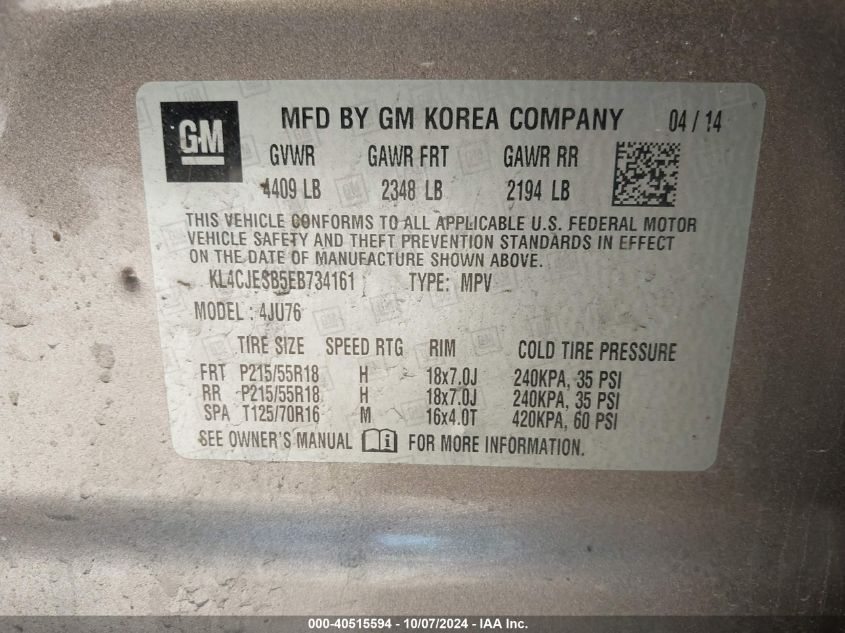 GM MFD BY GM KOREA COMPANY 04 / 14
GVWR GAWR FRT GAWR RR
4409 LB 2348 LB 2194 LB
THIS VEHICLE CONFORMS TO ALL APPLICABLE U.S. FEDERAL MOTOR
VEHICLE SAFETY AND THEFT PREVENTION STANDARDS IN EFFECT
ON THE DATE OF MANUFACTURE SHOWN ABOVE.
KL4CJESB5EB734161 TYPE: MPV
MODEL : 4JU76
TIRE SIZE SPEED RTG RIM COLD TIRE PRESSURE
FRT P215/55R18 H 18x7.0J 240KPA, 35 PSI
RR P215/55R18 H 18x7.0J 240KPA, 35 PSI
SPA T125/70R16 M 16x4.0T 420KPA, 60 PSI
SEE OWNER'S MANUAL i FOR MORE INFORMATION.
000-40515594 - 10/07/2024 - IAA Inc.